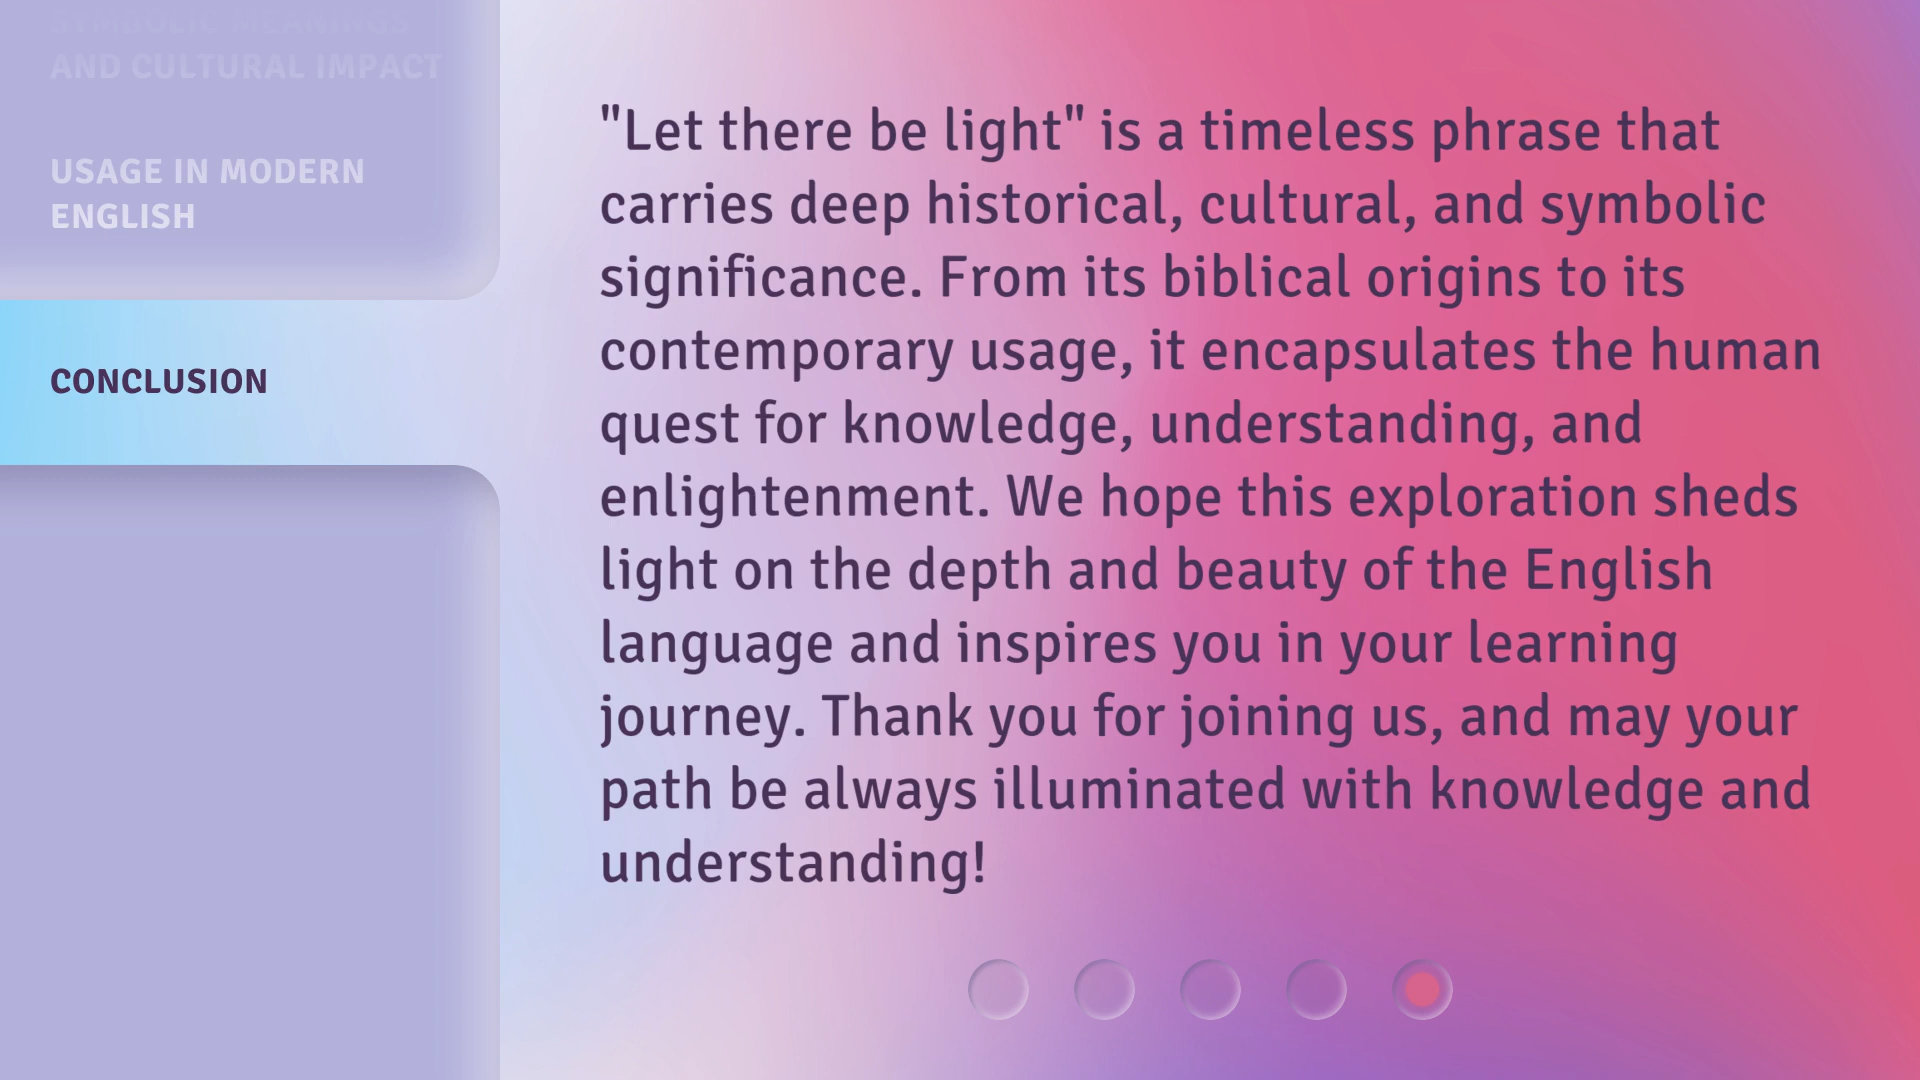 SYMBOLIC MEANINGS
AND CULTURAL IMPACT
USAGE IN MODERN
ENGLISH
CONCLUSION
"Let there be light" is a timeless phrase that
carries deep historical, cultural, and symbolic
significance. From its biblical origins to its
contemporary usage, it encapsulates the human
quest for knowledge, understanding, and
enlightenment. We hope this exploration sheds
light on the depth and beauty of the English
language and inspires you in your learning
journey. Thank you for joining us, and may your
path be always illuminated with knowledge and
understanding!